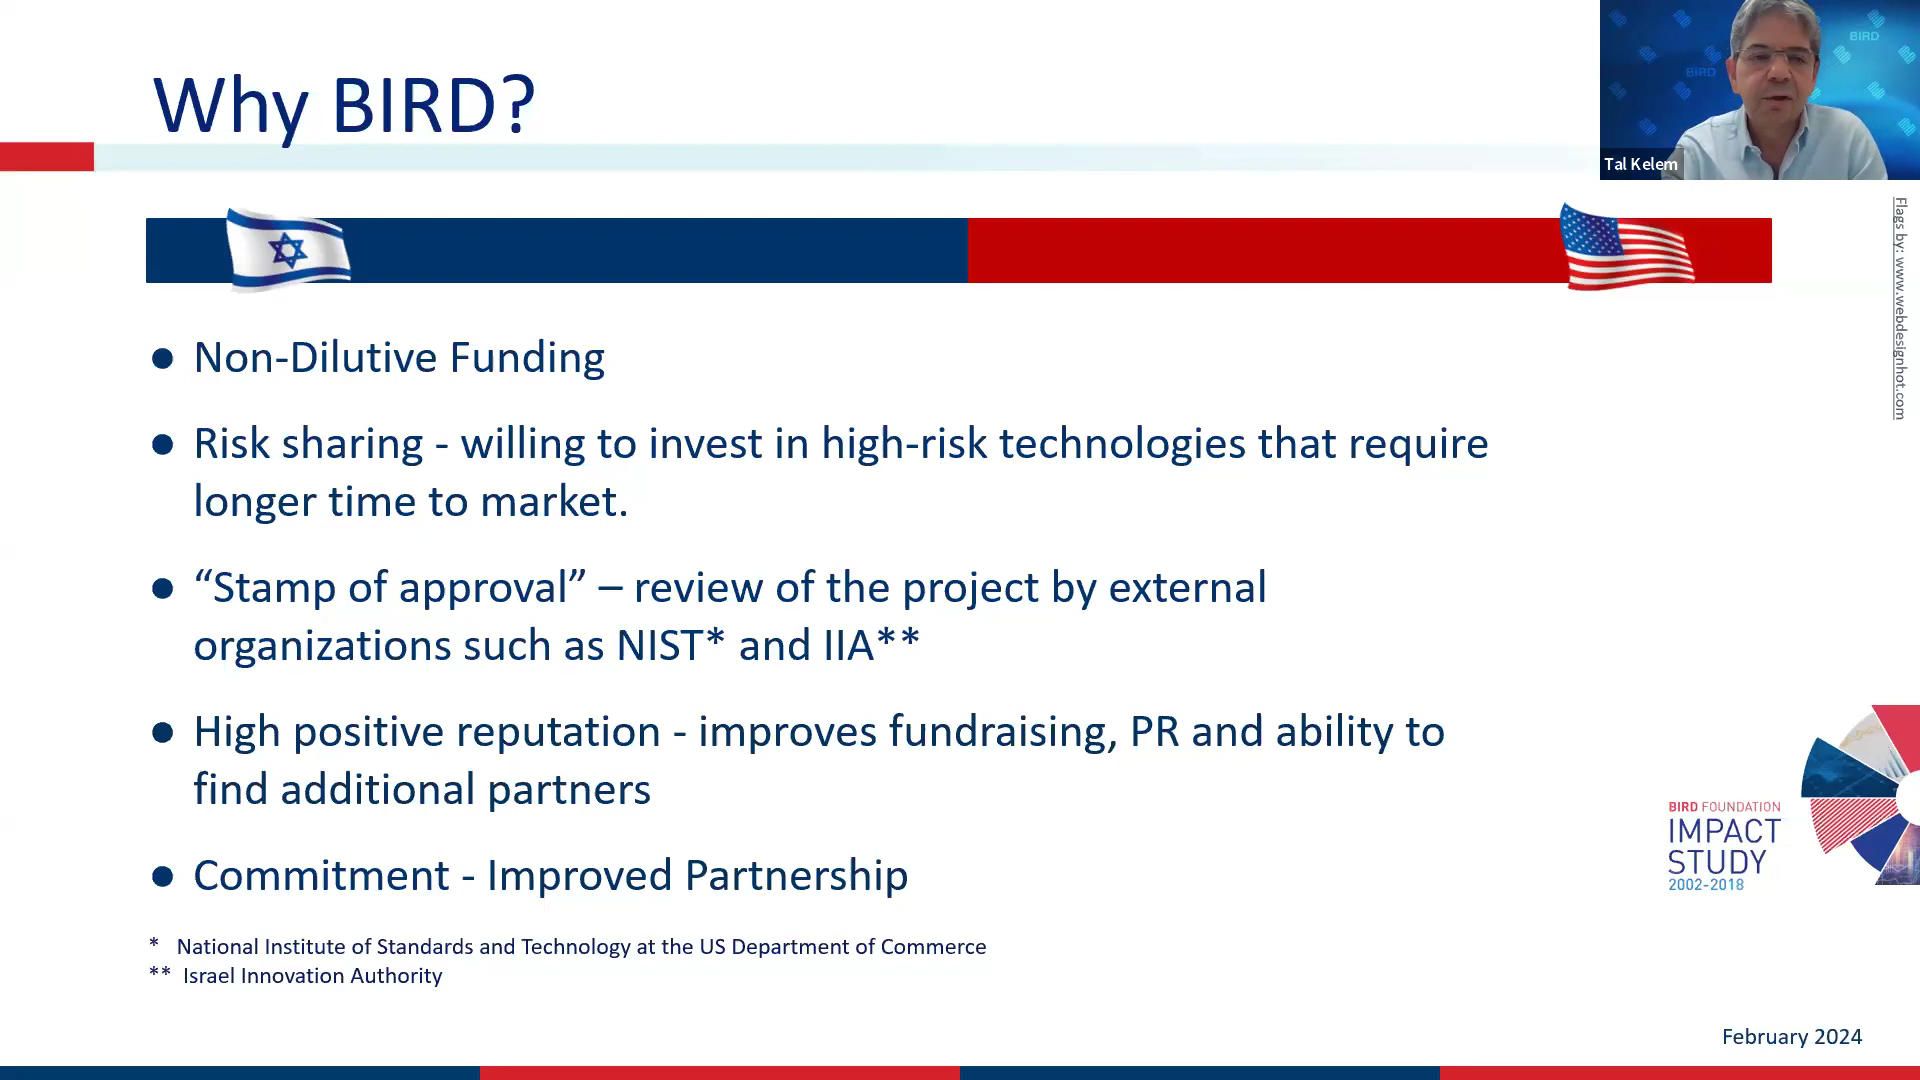 Why BIRD?
BIRD
BIRD
Tal Kelem
Flags by: www.webdesignhot.com
● Non-Dilutive Funding
● Risk sharing - willing to invest in high-risk technologies that require
longer time to market.
● “Stamp of approval” – review of the project by external
organizations such as NIST* and IIA**
● High positive reputation - improves fundraising, PR and ability to
find additional partners
● Commitment - Improved Partnership
BIRD FOUNDATION
IMPACT
STUDY
2002-2018
* National Institute of Standards and Technology at the US Department of Commerce
** Israel Innovation Authority
February 2024